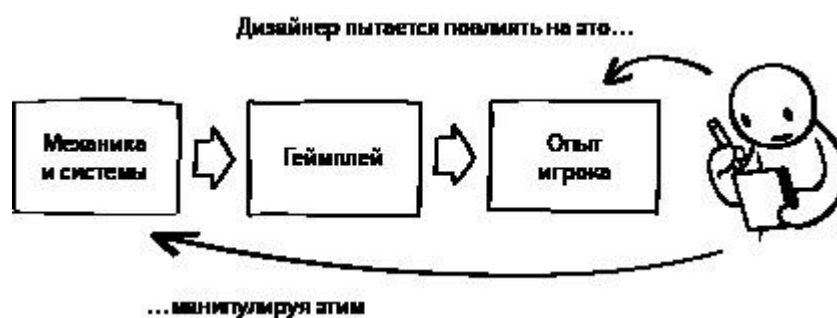 Дизайнер пытается повлиять на это...
Механика
и системы
Геймплей
Опыт
игрока
...манипулируя этим